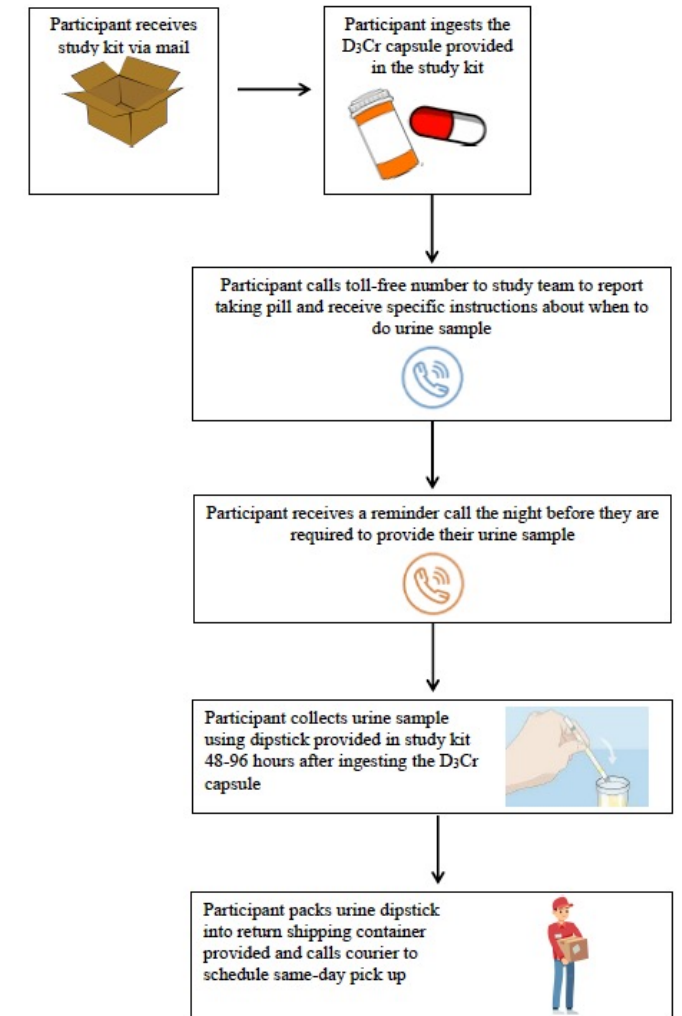 Participant receives
study kit via mail
Participant ingests the
D₃Cr capsule provided
in the study kit
Participant calls toll-free number to study team to report
taking pill and receive specific instructions about when to
do urine sample
Participant receives a reminder call the night before they are
required to provide their urine sample
Participant collects urine sample
using dipstick provided in study kit
48-96 hours after ingesting the D₃Cr
capsule
Participant packs urine dipstick
into return shipping container
provided and calls courier to
schedule same-day pick up